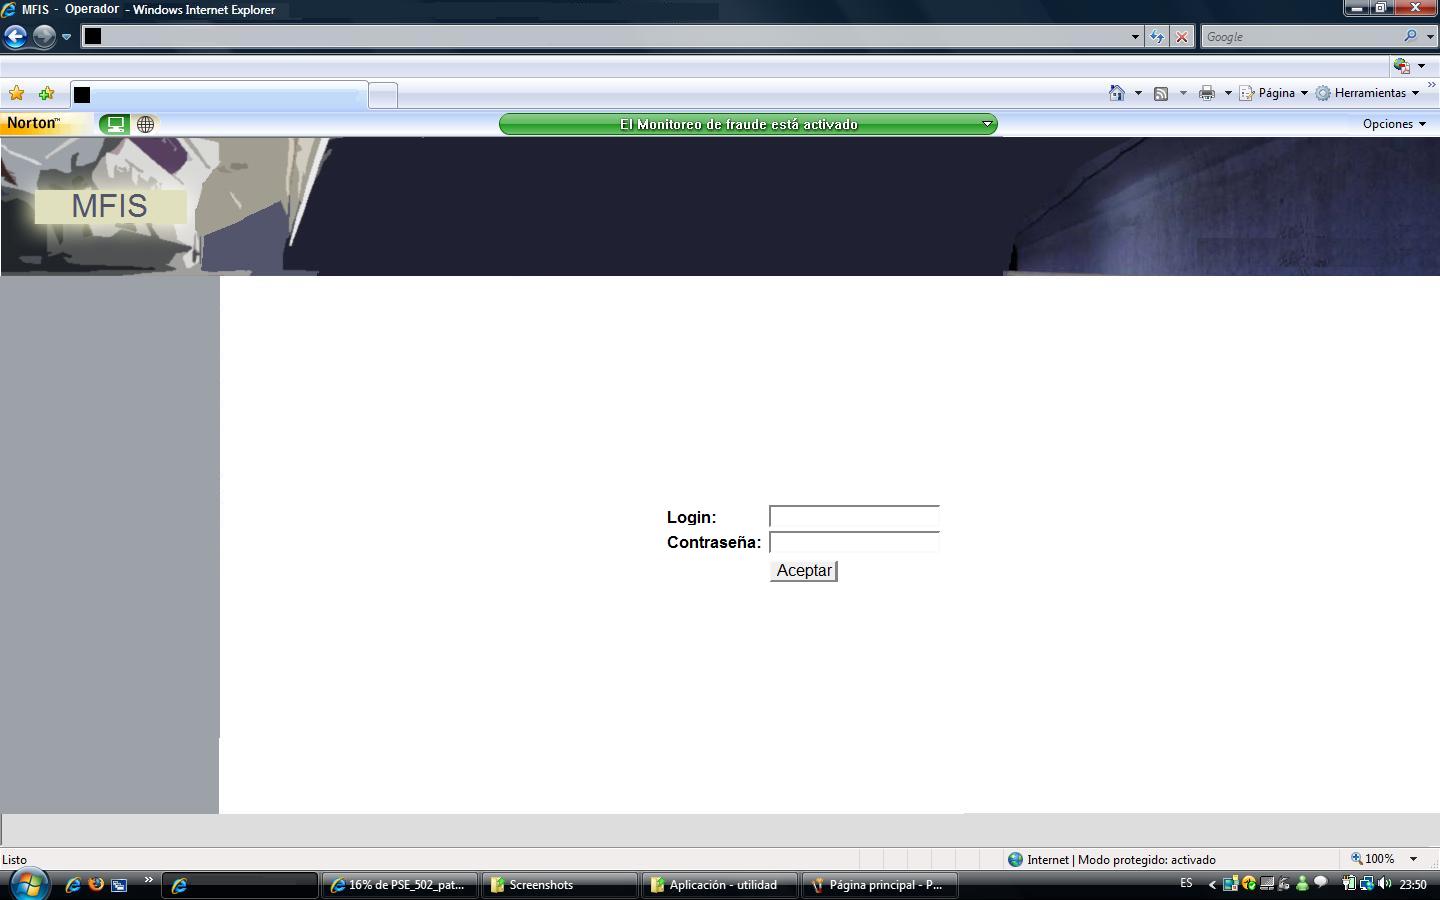 MFIS - Operador - Windows Internet Explorer
Google
Página Herramientas »
Norton™ El Monitoreo de fraude está activado Opciones
MFIS
Login:
Contraseña:
Aceptar
Listo Internet | Modo protegido: activado 100%
» 16% de PSE_502_pat... Screenshots Aplicación - utilidad Página principal - P... ES 23:50